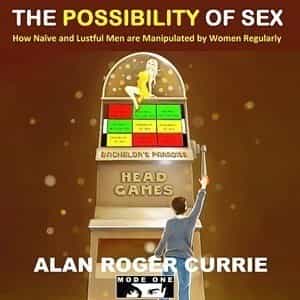 THE POSSIBILITY OF SEX
How Naïve and Lustful Men are Manipulated by Women Regularly
BACHELOR'S PARADISE
HEAD
GAMES
ALAN ROGER CURRIE
MODE ONE